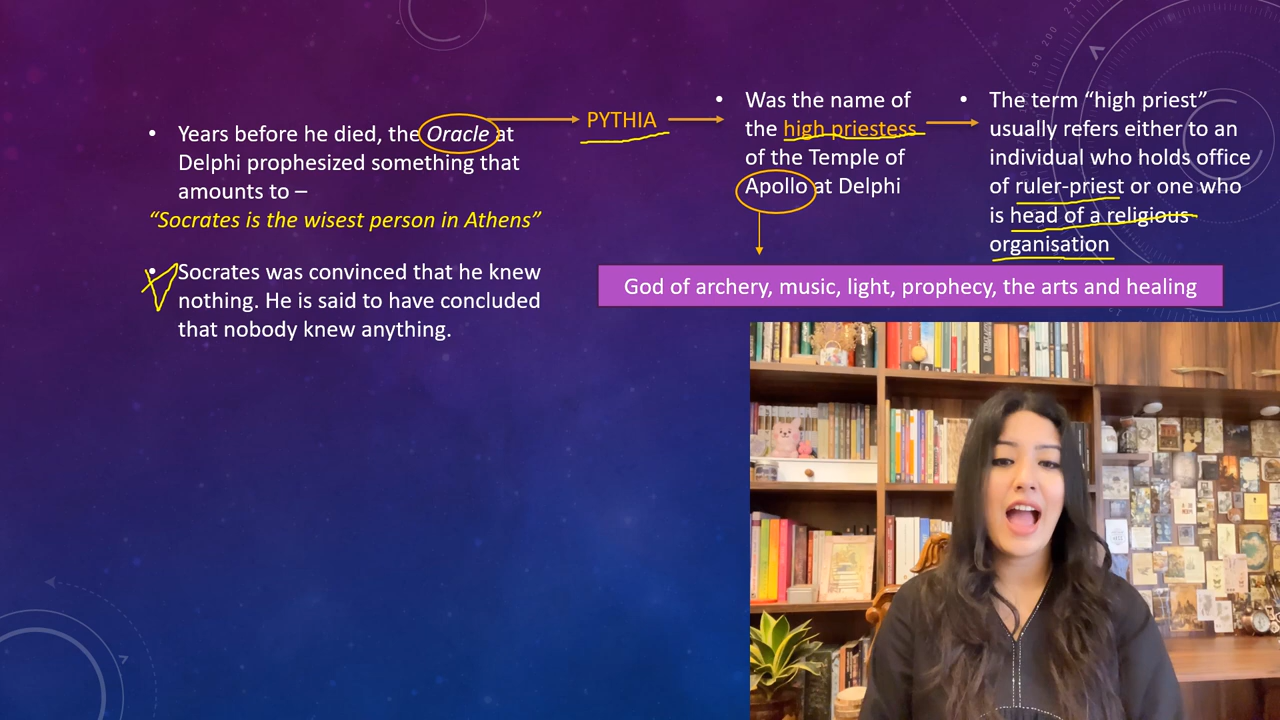 Years before he died, the Oracle at
Delphi prophesized something that
amounts to –
“Socrates is the wisest person in Athens”
Socrates was convinced that he knew
nothing. He is said to have concluded
that nobody knew anything.
PYTHIA
Was the name of
the high priestess
of the Temple of
Apollo at Delphi
The term “high priest”
usually refers either to an
individual who holds office
of ruler-priest or one who
is head of a religious
organisation
God of archery, music, light, prophecy, the arts and healing